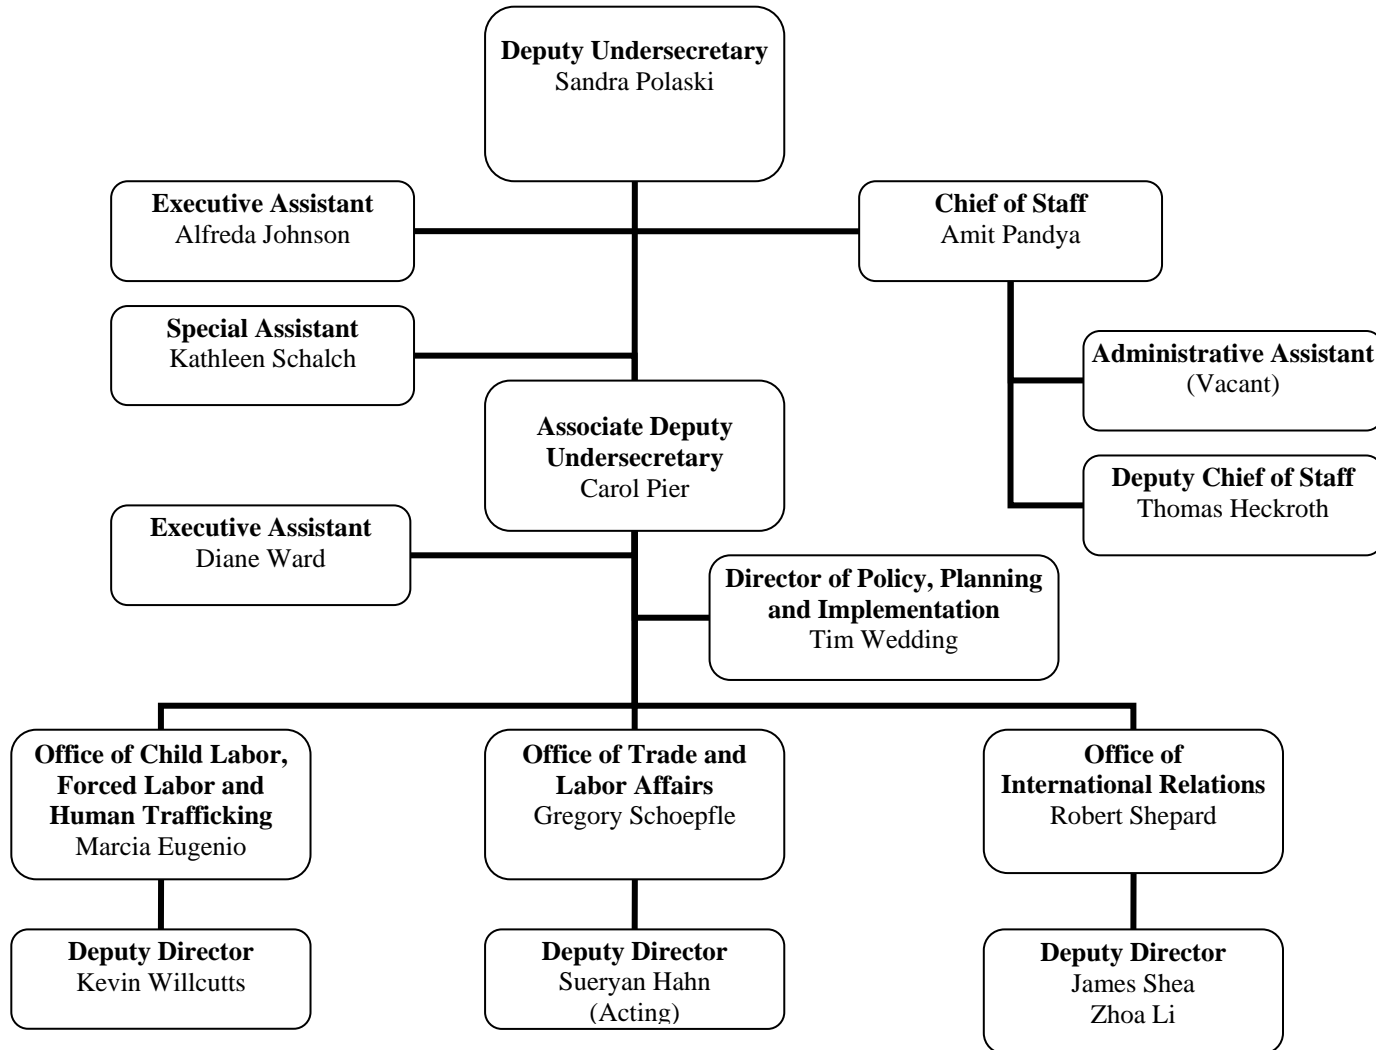 Deputy Undersecretary
Sandra Polaski
Executive Assistant
Alfreda Johnson
Chief of Staff
Amit Pandya
Special Assistant
Kathleen Schalch
Administrative Assistant
(Vacant)
Associate Deputy
Undersecretary
Carol Pier
Deputy Chief of Staff
Thomas Heckroth
Executive Assistant
Diane Ward
Director of Policy, Planning
and Implementation
Tim Wedding
Office of Child Labor,
Forced Labor and
Human Trafficking
Marcia Eugenio
Office of Trade and
Labor Affairs
Gregory Schoepfle
Office of
International Relations
Robert Shepard
Deputy Director
Kevin Willcutts
Deputy Director
Sueryan Hahn
(Acting)
Deputy Director
James Shea
Zhoa Li